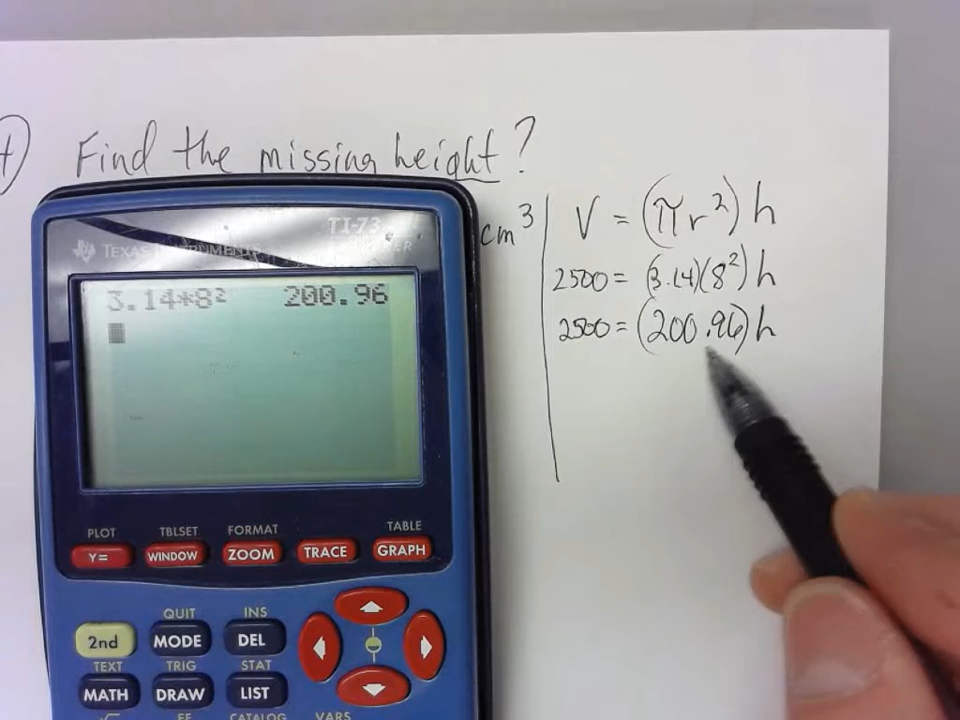 Find the missing height?
cm³
V = (πr²) h
2500 = (3.14)(8²) h
2500 = (200.96) h
TI-73
TEXAS INSTRUMENTS
3.14*8² 200.96
PLOT TBLSET FORMAT TABLE
Y= WINDOW ZOOM TRACE GRAPH
QUIT INS
2nd MODE DEL
TEXT TRIG STAT
MATH DRAW LIST
CATALOG VARS